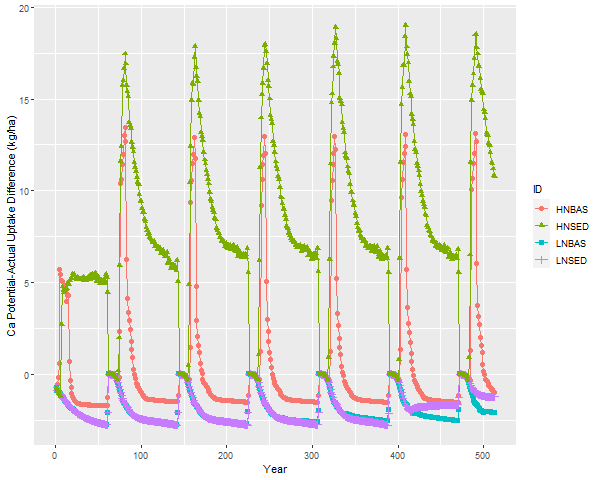 20
15
10
5
0
Ca Potential-Actual Uptake Difference (kg/ha)
0 100 200 300 400 500
Year
ID
HNBAS
HNSED
LNBAS
LNSED